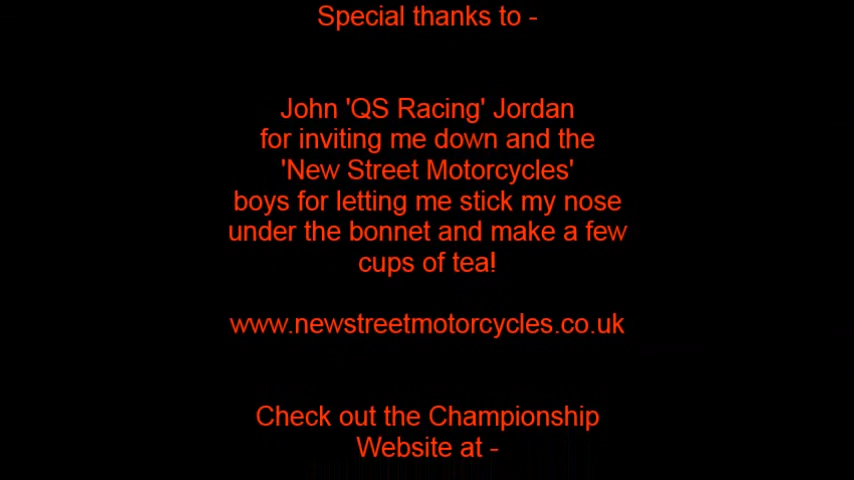 Special thanks to -
John 'QS Racing' Jordan
for inviting me down and the
'New Street Motorcycles'
boys for letting me stick my nose
under the bonnet and make a few
cups of tea!
www.newstreetmotorcycles.co.uk
Check out the Championship
Website at -